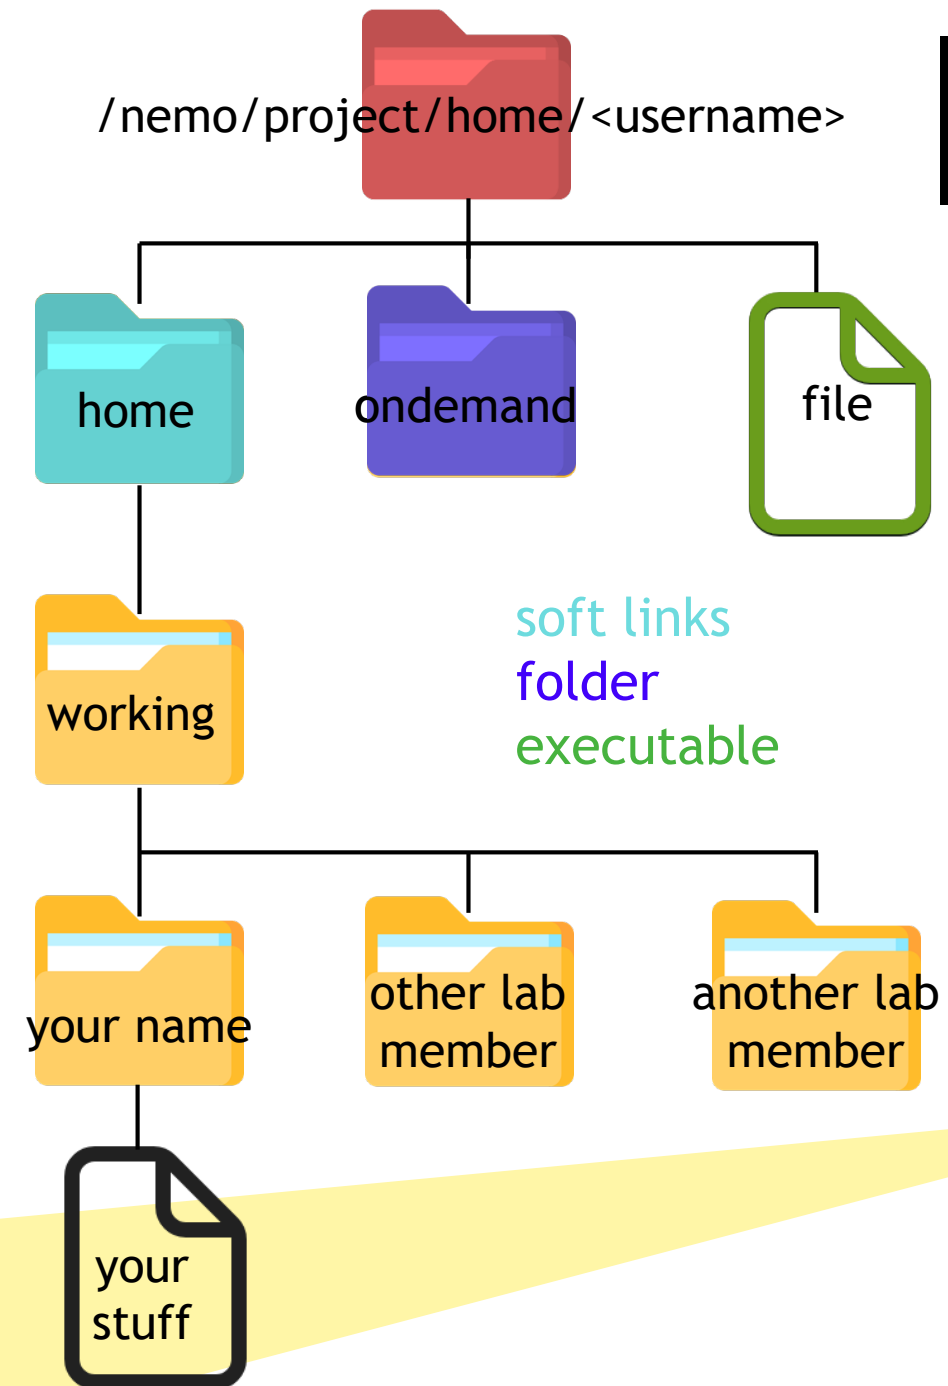 /nemo/project/home/<username>
home
ondemand
file
soft links
folder
executable
working
your name
other lab
member
another lab
member
your
stuff